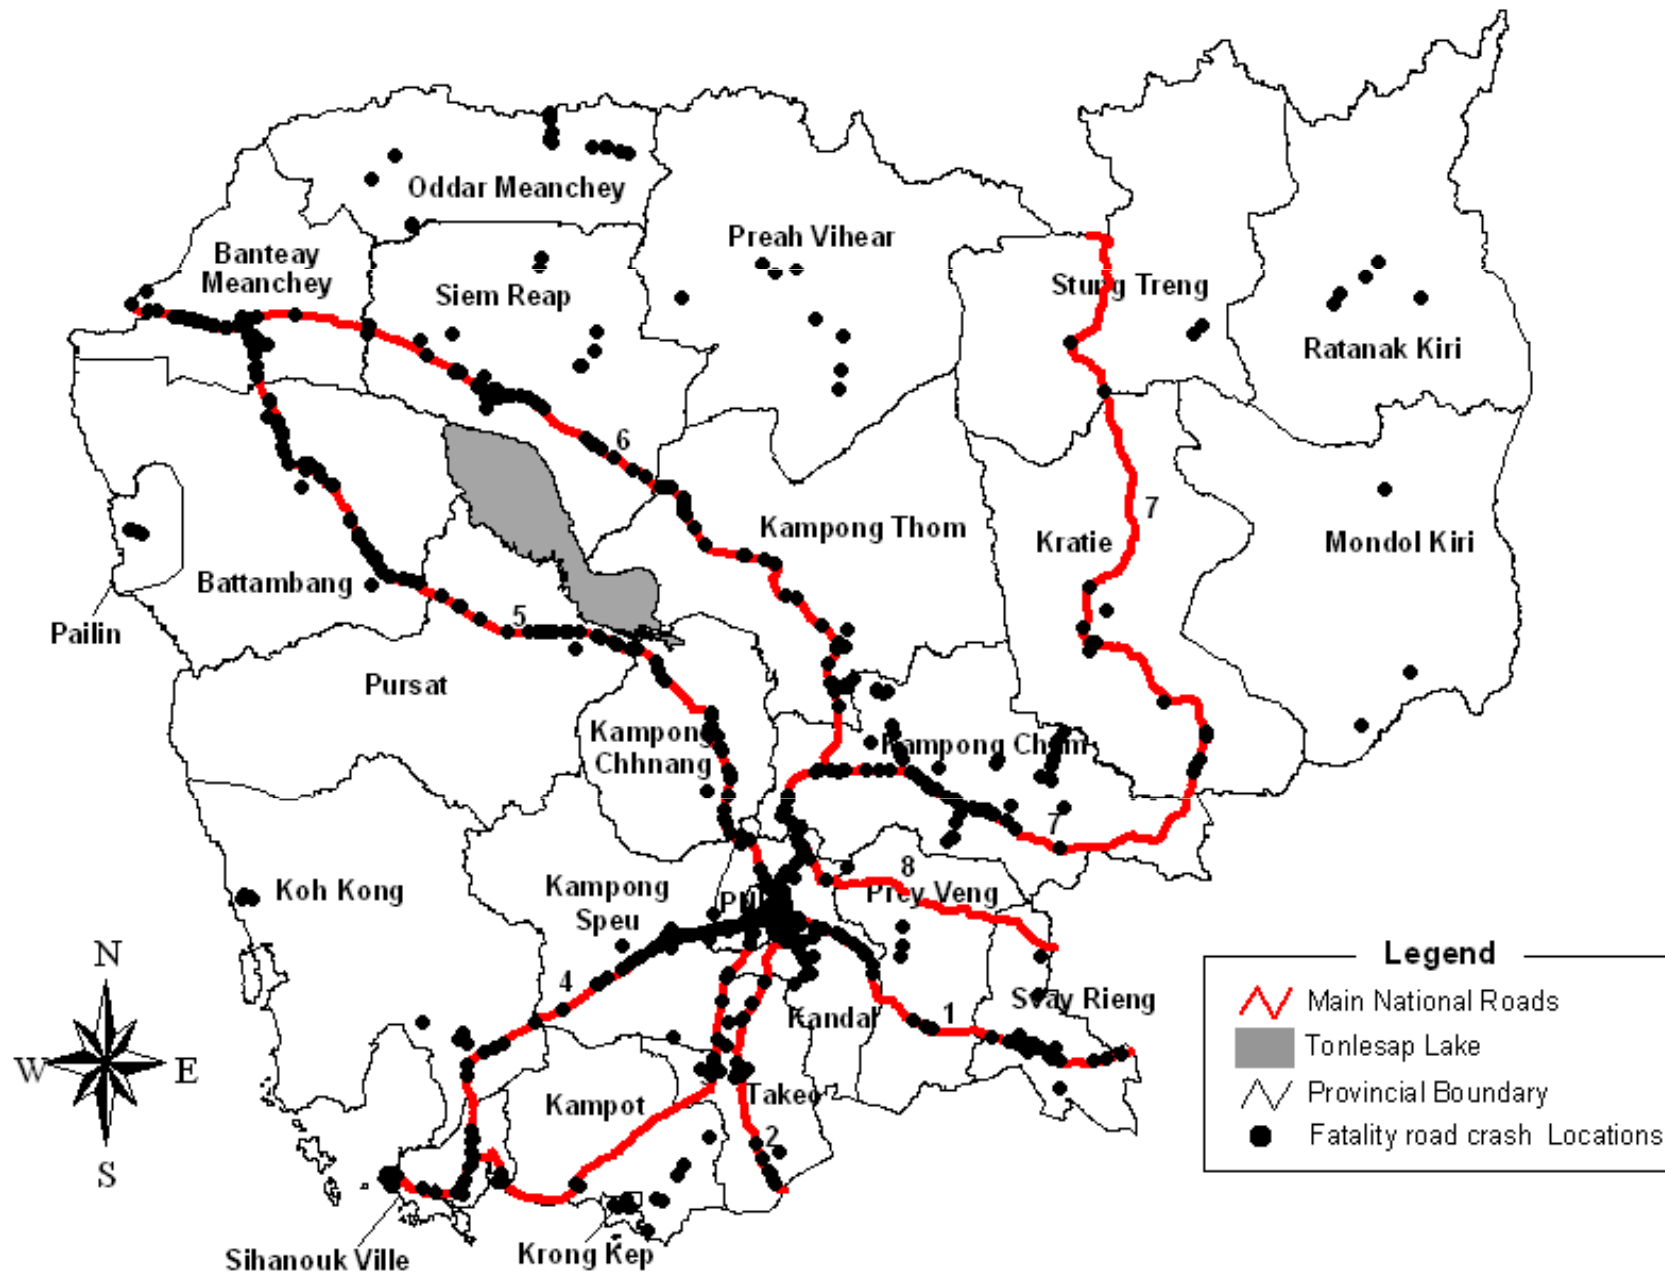 Oddar Meanchey
Banteay
Meanchey
Siem Reap
Preah Vihear
Stung Treng
Ratanak Kiri
6
Kampong Thom
7
Kratie
Mondol Kiri
Battambang
Pailin
5
Pursat
Kampong
Chhnang
Kampong Cham
7
8
Koh Kong
Kampong
Speu
Prey Veng
4
1
Svay Rieng
Kandal
Kampot
Takeo
2
Sihanouk Ville
Krong Kep
N
W
E
S
Legend
Main National Roads
Tonlesap Lake
Provincial Boundary
Fatality road crash Locations